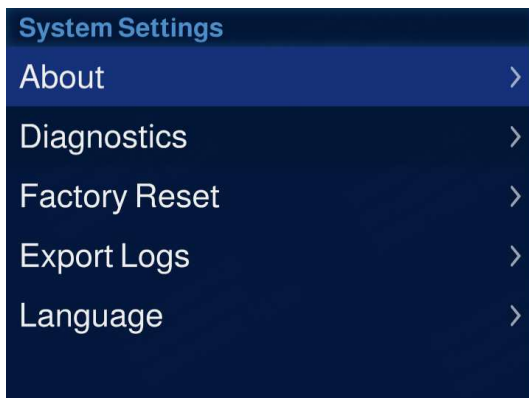 System Settings
About
Diagnostics
Factory Reset
Export Logs
Language